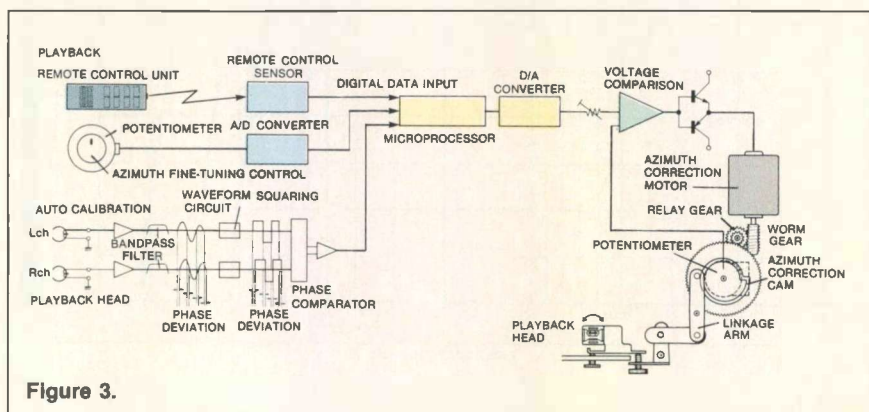 PLAYBACK
REMOTE CONTROL UNIT
REMOTE CONTROL
SENSOR
POTENTIOMETER
AZIMUTH FINE-TUNING CONTROL
A/D CONVERTER
DIGITAL DATA INPUT
MICROPROCESSOR
D/A
CONVERTER
VOLTAGE
COMPARISON
AZIMUTH
CORRECTION
MOTOR
RELAY GEAR
WORM
GEAR
POTENTIOMETER
AZIMUTH
CORRECTION
CAM
LINKAGE
ARM
PLAYBACK
HEAD
AUTO CALIBRATION
WAVEFORM SQUARING
CIRCUIT
Lch
BANDPASS
FILTER
Rch
PLAYBACK HEAD
PHASE
DEVIATION
PHASE
DEVIATION
PHASE
COMPARATOR
Figure 3.